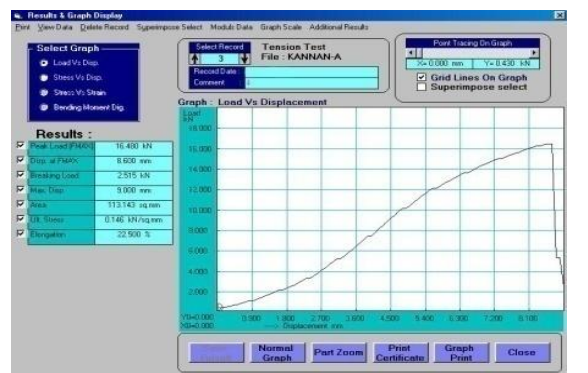 Results & Graph Display
Print View Data Delete Record Superimpose Select Moduls Data Graph Scale Additional Results
Select Graph
Load Vs Disp.
Stress Vs Disp.
Stress Vs Strain
Bending Moment Dig.
Select Record
3
Tension Test
File : KANNAN-A
Record Date :
Comment :
Point Tracing On Graph
X= 0.000 mm Y= 0.430 kN
Grid Lines On Graph
Superimpose select
Graph : Load Vs Displacement
Results :
Peak Load (FMAX) 16.480 kN
Disp. at FMAX 8.600 mm
Breaking Load 2.515 kN
Max. Disp. 9.000 mm
Area 113.143 sq.mm
Ult. Stress 0.146 kN/sq.mm
Elongation 22.500 %
Load
kN
18.000
16.000
14.000
12.000
10.000
8.000
6.000
4.000
2.000
Y0=0.000
X0=0.000
0.900 1.800 2.700 3.600 4.500 5.400 6.300 7.200 8.100
---> Displacement mm
Normal Graph
Part Zoom
Print Certificate
Graph Print
Close